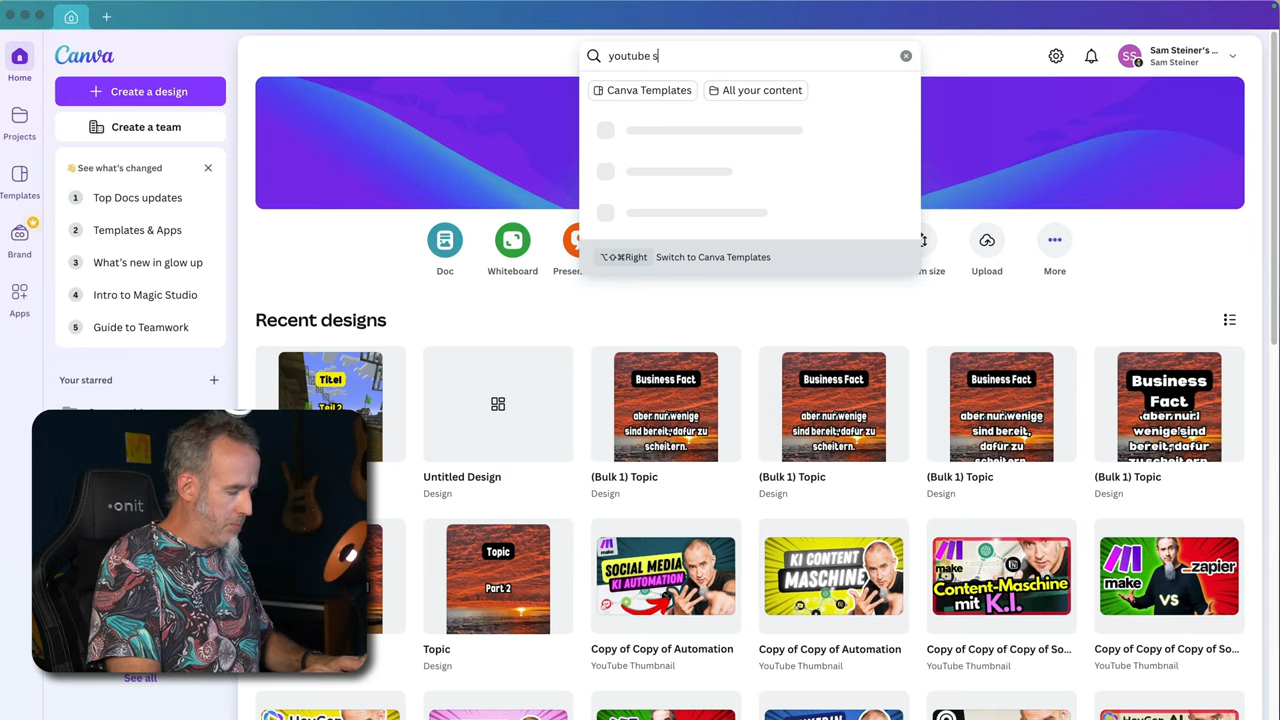 youtube s
Canva Templates
All your content
⌥⇧⌘Right Switch to Canva Templates
Canva
Sam Steiner's ...
Sam Steiner
SS
Home
Projects
Templates
Brand
Apps
Create a design
Create a team
See what's changed
1 Top Docs updates
2 Templates & Apps
3 What's new in glow up
4 Intro to Magic Studio
5 Guide to Teamwork
Your starred
See all
Doc
Whiteboard
Upload
More
Recent designs
Titel
Teil 2
Untitled Design
Design
Business Fact
aber nur wenige
sind bereit, dafür zu
scheitern.
(Bulk 1) Topic
Design
Business Fact
aber nur wenige
sind bereit, dafür zu
scheitern.
(Bulk 1) Topic
Design
Business Fact
aber nur wenige
sind bereit,
dafür zu
scheitern
(Bulk 1) Topic
Design
Business
Fact
aber nur
wenige sind
bereit,
dafür zu
(Bulk 1) Topic
Design
onit
Topic
Part 2
Topic
Design
make
SOCIAL MEDIA
KI AUTOMATION
Copy of Copy of Automation
YouTube Thumbnail
KI CONTENT
MASCHINE
Copy of Copy of Automation
YouTube Thumbnail
make
Content-Maschine
mit K.I.
Copy of Copy of Copy of So...
YouTube Thumbnail
make
zapier
VS
Copy of Copy of Copy of So...
YouTube Thumbnail